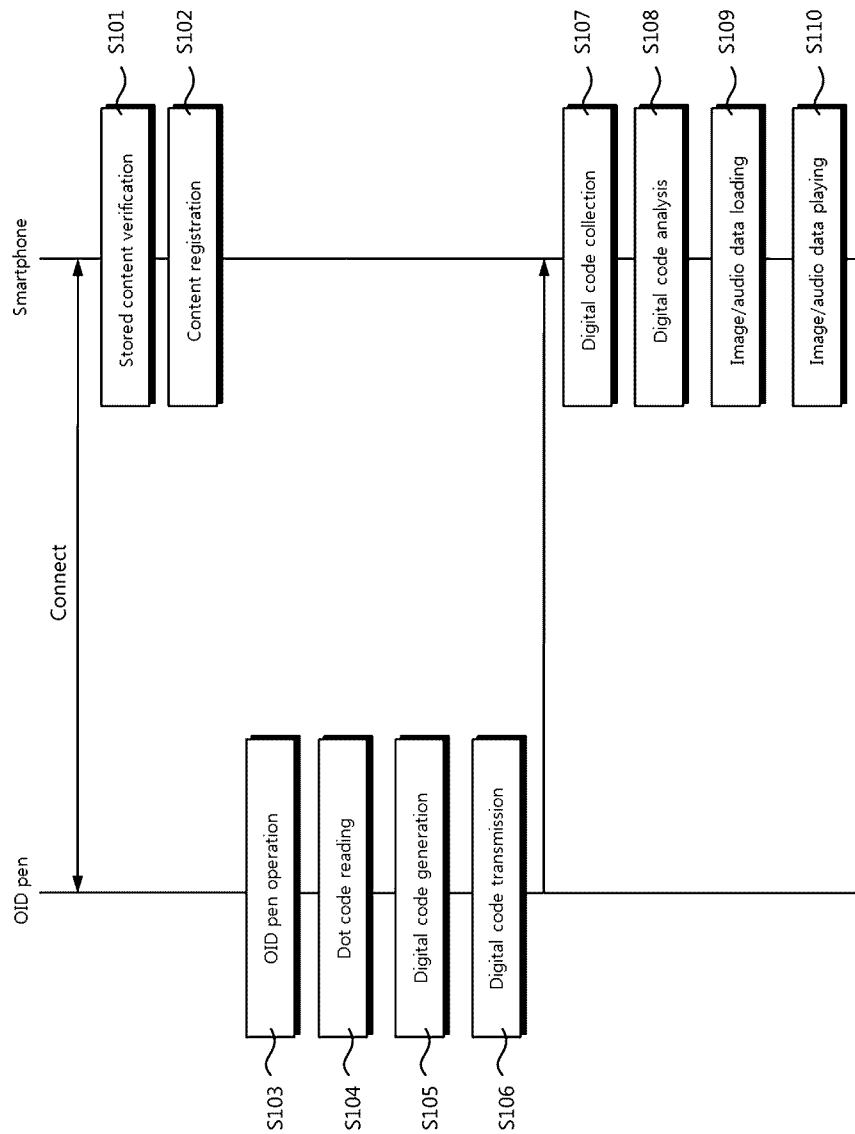 OID pen
Smartphone
Connect
Stored content verification
S101
Content registration
S102
S103
OID pen operation
S104
Dot code reading
S105
Digital code generation
S106
Digital code transmission
Digital code collection
S107
Digital code analysis
S108
Image/audio data loading
S109
Image/audio data playing
S110